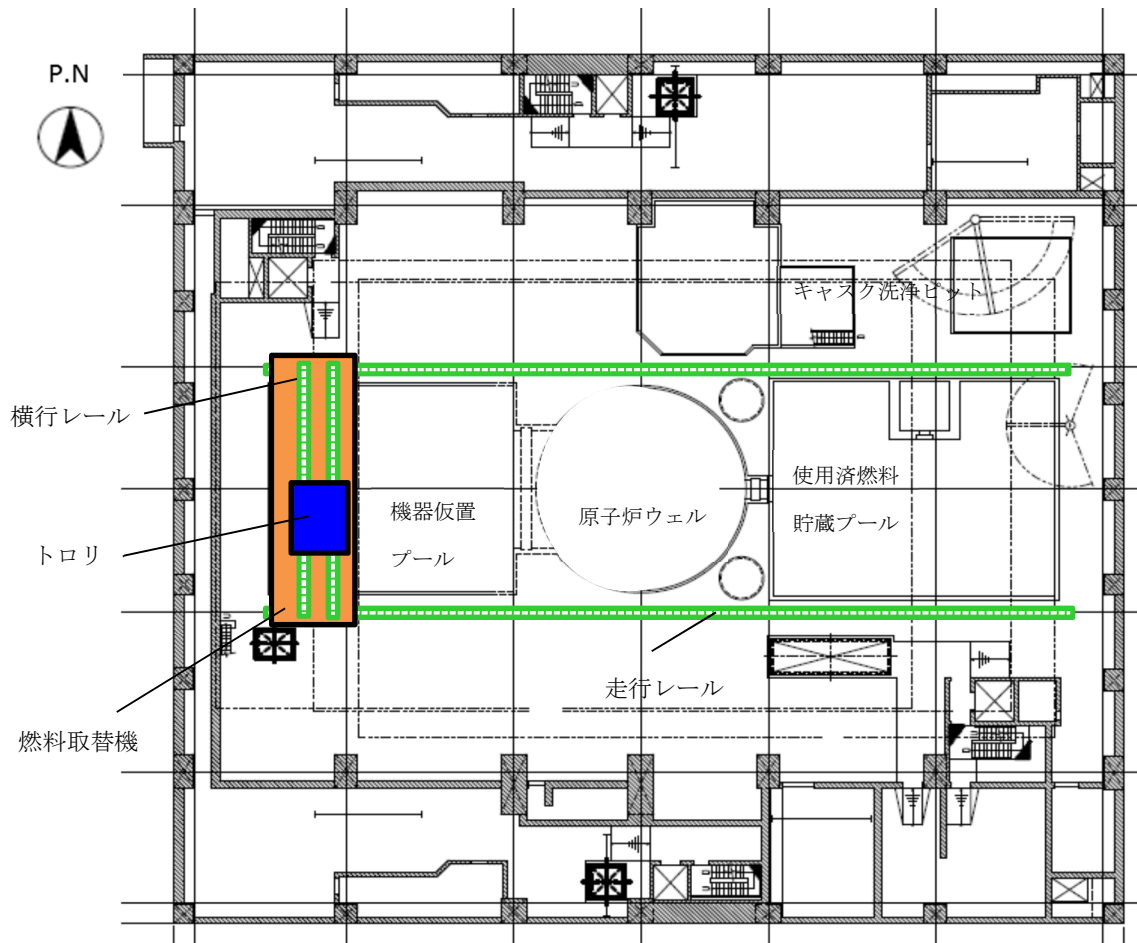 P.N
キャスク洗浄ピット
横行レール
使用済燃料
貯蔵プール
機器仮置
プール
原子炉ウェル
トロリ
走行レール
燃料取替機